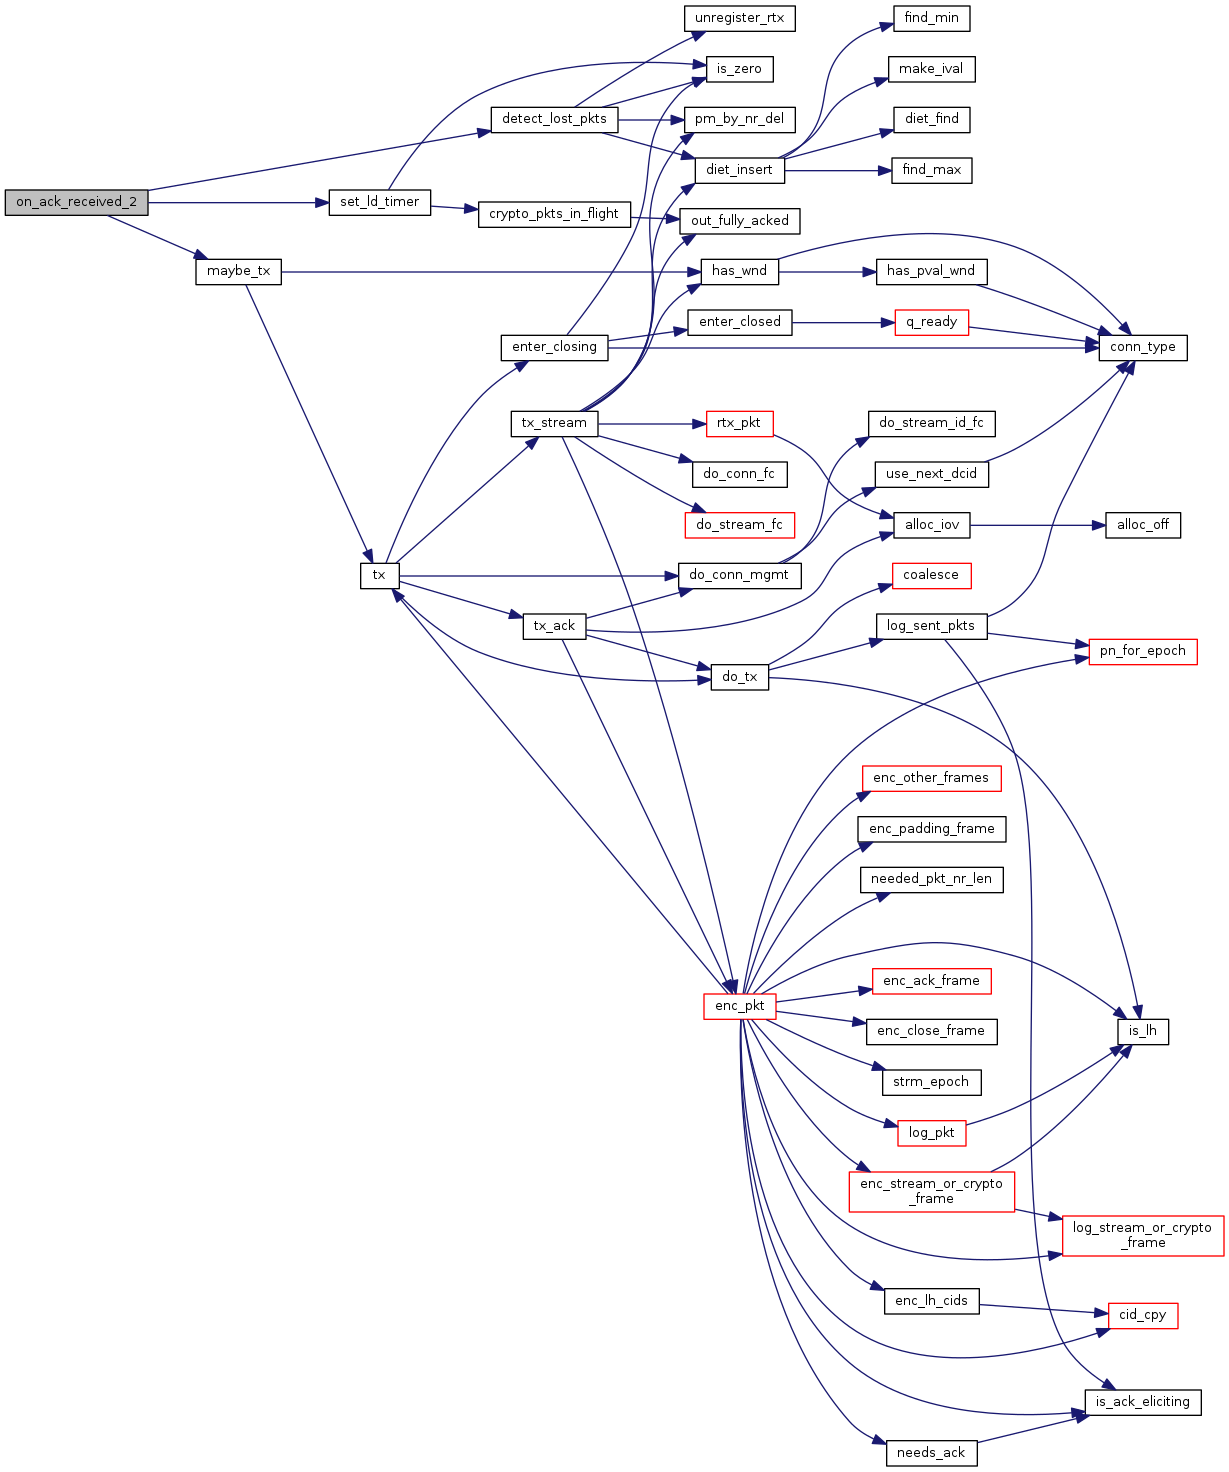 unregister_rtx
find_min
is_zero
make_ival
detect_lost_pkts
pm_by_nr_del
diet_find
diet_insert
find_max
on_ack_received_2
set_ld_timer
crypto_pkts_in_flight
out_fully_acked
maybe_tx
has_wnd
has_pval_wnd
enter_closed
q_ready
enter_closing
conn_type
tx_stream
rtx_pkt
do_stream_id_fc
do_conn_fc
use_next_dcid
do_stream_fc
alloc_iov
alloc_off
tx
do_conn_mgmt
coalesce
tx_ack
log_sent_pkts
pn_for_epoch
do_tx
enc_other_frames
enc_padding_frame
needed_pkt_nr_len
enc_ack_frame
enc_pkt
enc_close_frame
is_lh
strm_epoch
log_pkt
enc_stream_or_crypto
_frame
log_stream_or_crypto
_frame
enc_lh_cids
cid_cpy
is_ack_eliciting
needs_ack